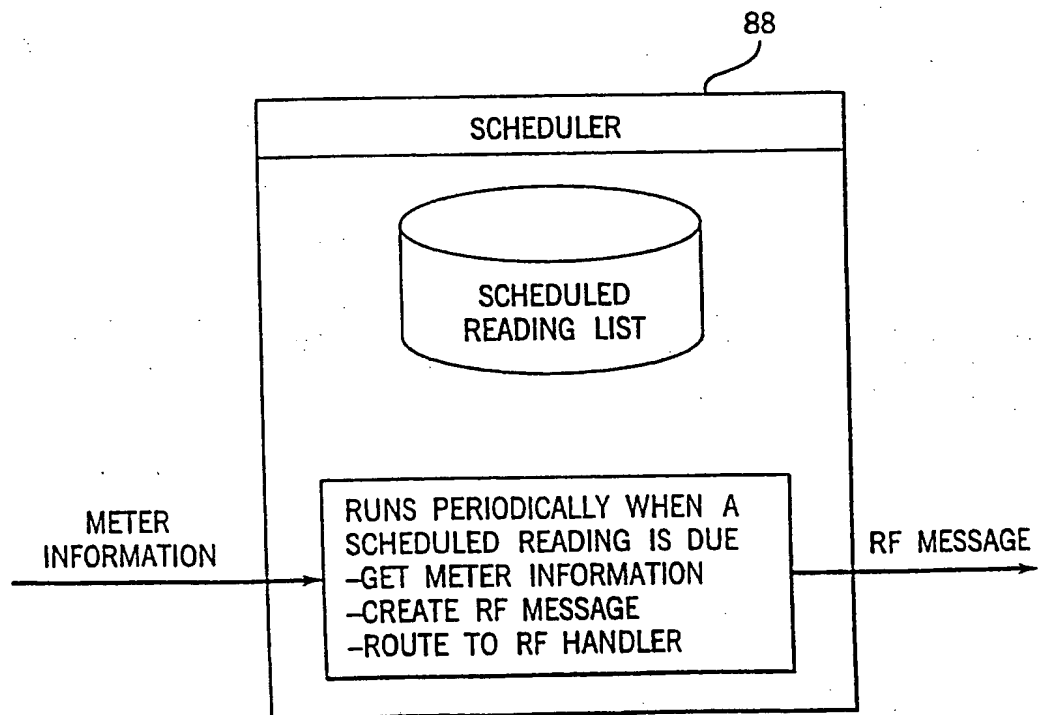 88
SCHEDULER
SCHEDULED
READING LIST
METER
INFORMATION
RUNS PERIODICALLY WHEN A
SCHEDULED READING IS DUE
–GET METER INFORMATION
–CREATE RF MESSAGE
–ROUTE TO RF HANDLER
RF MESSAGE